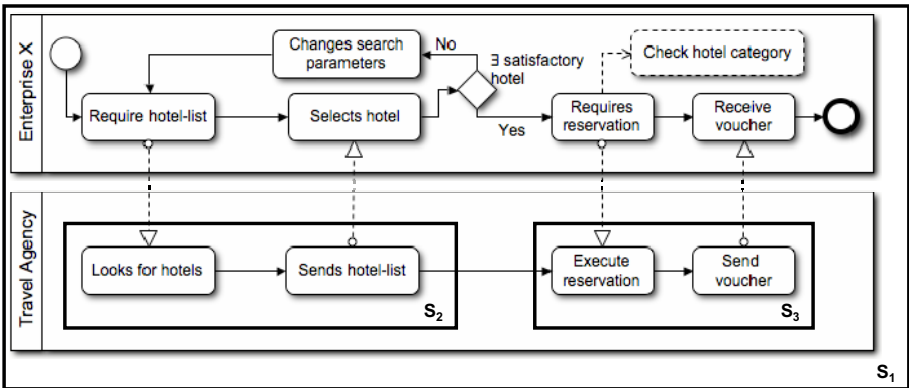 Enterprise X
Changes search
parameters
No
∃ satisfactory
hotel
Check hotel category
Require hotel-list
Selects hotel
Yes
Requires
reservation
Receive
voucher
Travel Agency
Looks for hotels
Sends hotel-list
S2
Execute
reservation
Send
voucher
S3
S1